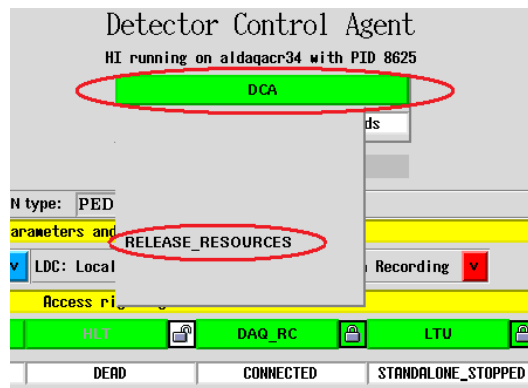 Detector Control Agent
HI running on aldaqacr34 with PID 8625
DCA
ds
N type: PED
arameters and
RELEASE_RESOURCES
v LDC: Local Recording v
Access ri
HLT DAQ_RC LTU
DEAD CONNECTED STANDALONE_STOPPED